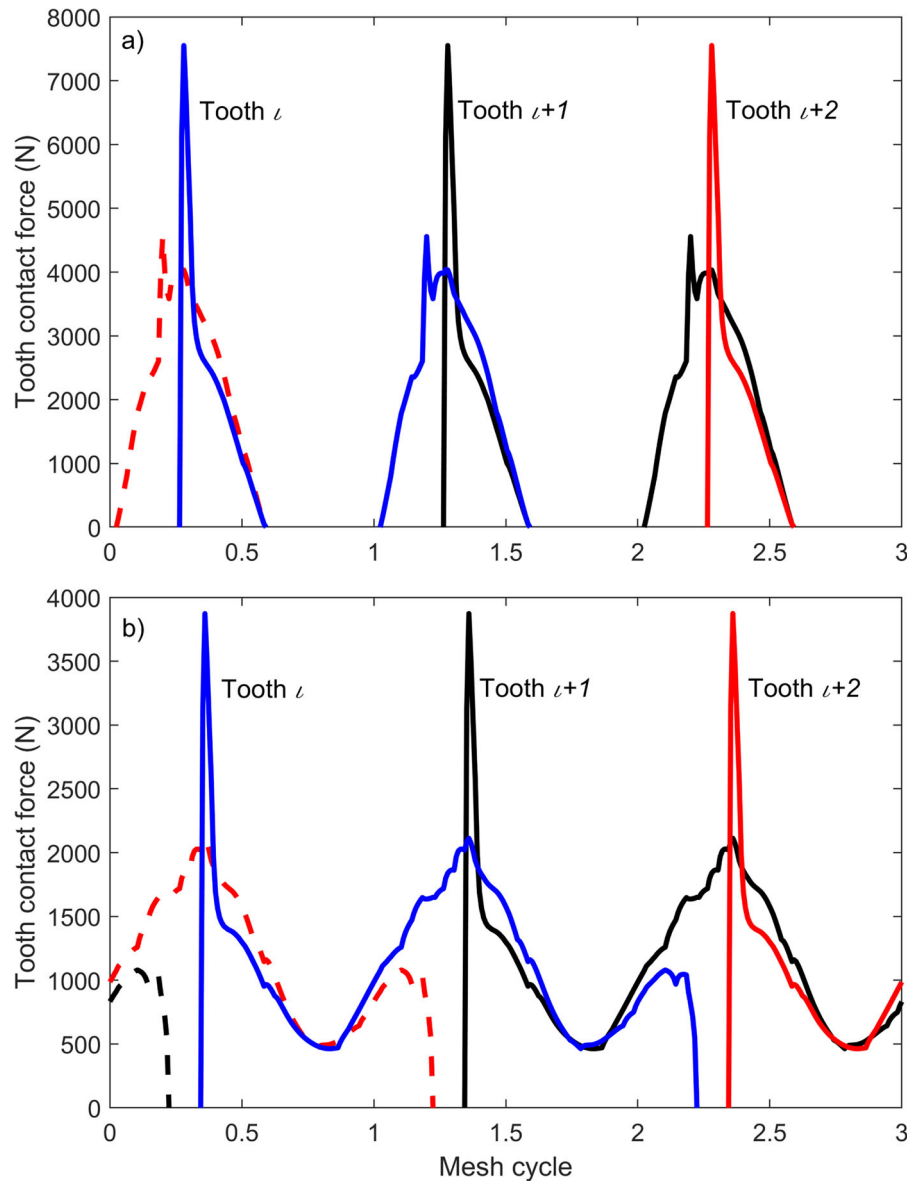 a)
8000
7000
6000
5000
4000
3000
2000
1000
0
Tooth contact force (N)
Tooth ι
Tooth ι+1
Tooth ι+2
0 0.5 1 1.5 2 2.5 3
b)
4000
3500
3000
2500
2000
1500
1000
500
0
Tooth contact force (N)
Tooth ι
Tooth ι+1
Tooth ι+2
0 0.5 1 1.5 2 2.5 3
Mesh cycle